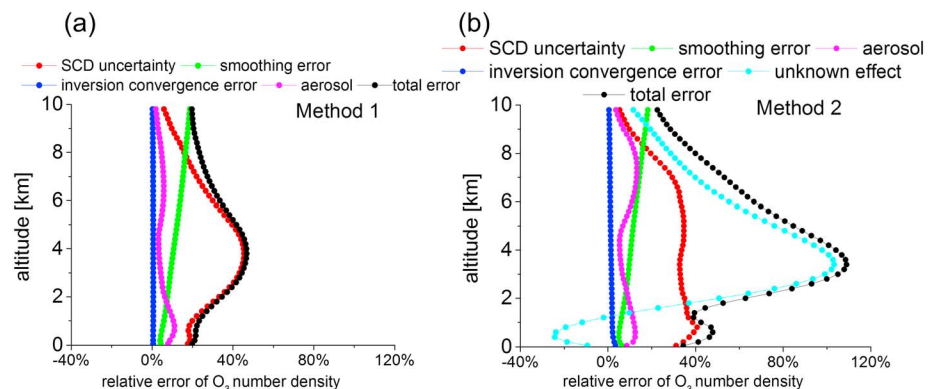 (a)
SCD uncertainty smoothing error
inversion convergence error aerosol total error
Method 1
altitude [km]
10
8
6
4
2
0
-40% 0% 40% 80% 120%
relative error of O3 number density
(b)
SCD uncertainty smoothing error aerosol
inversion convergence error unknown effect
total error
Method 2
altitude [km]
10
8
6
4
2
0
-40% 0% 40% 80% 120%
relative error of O3 number density